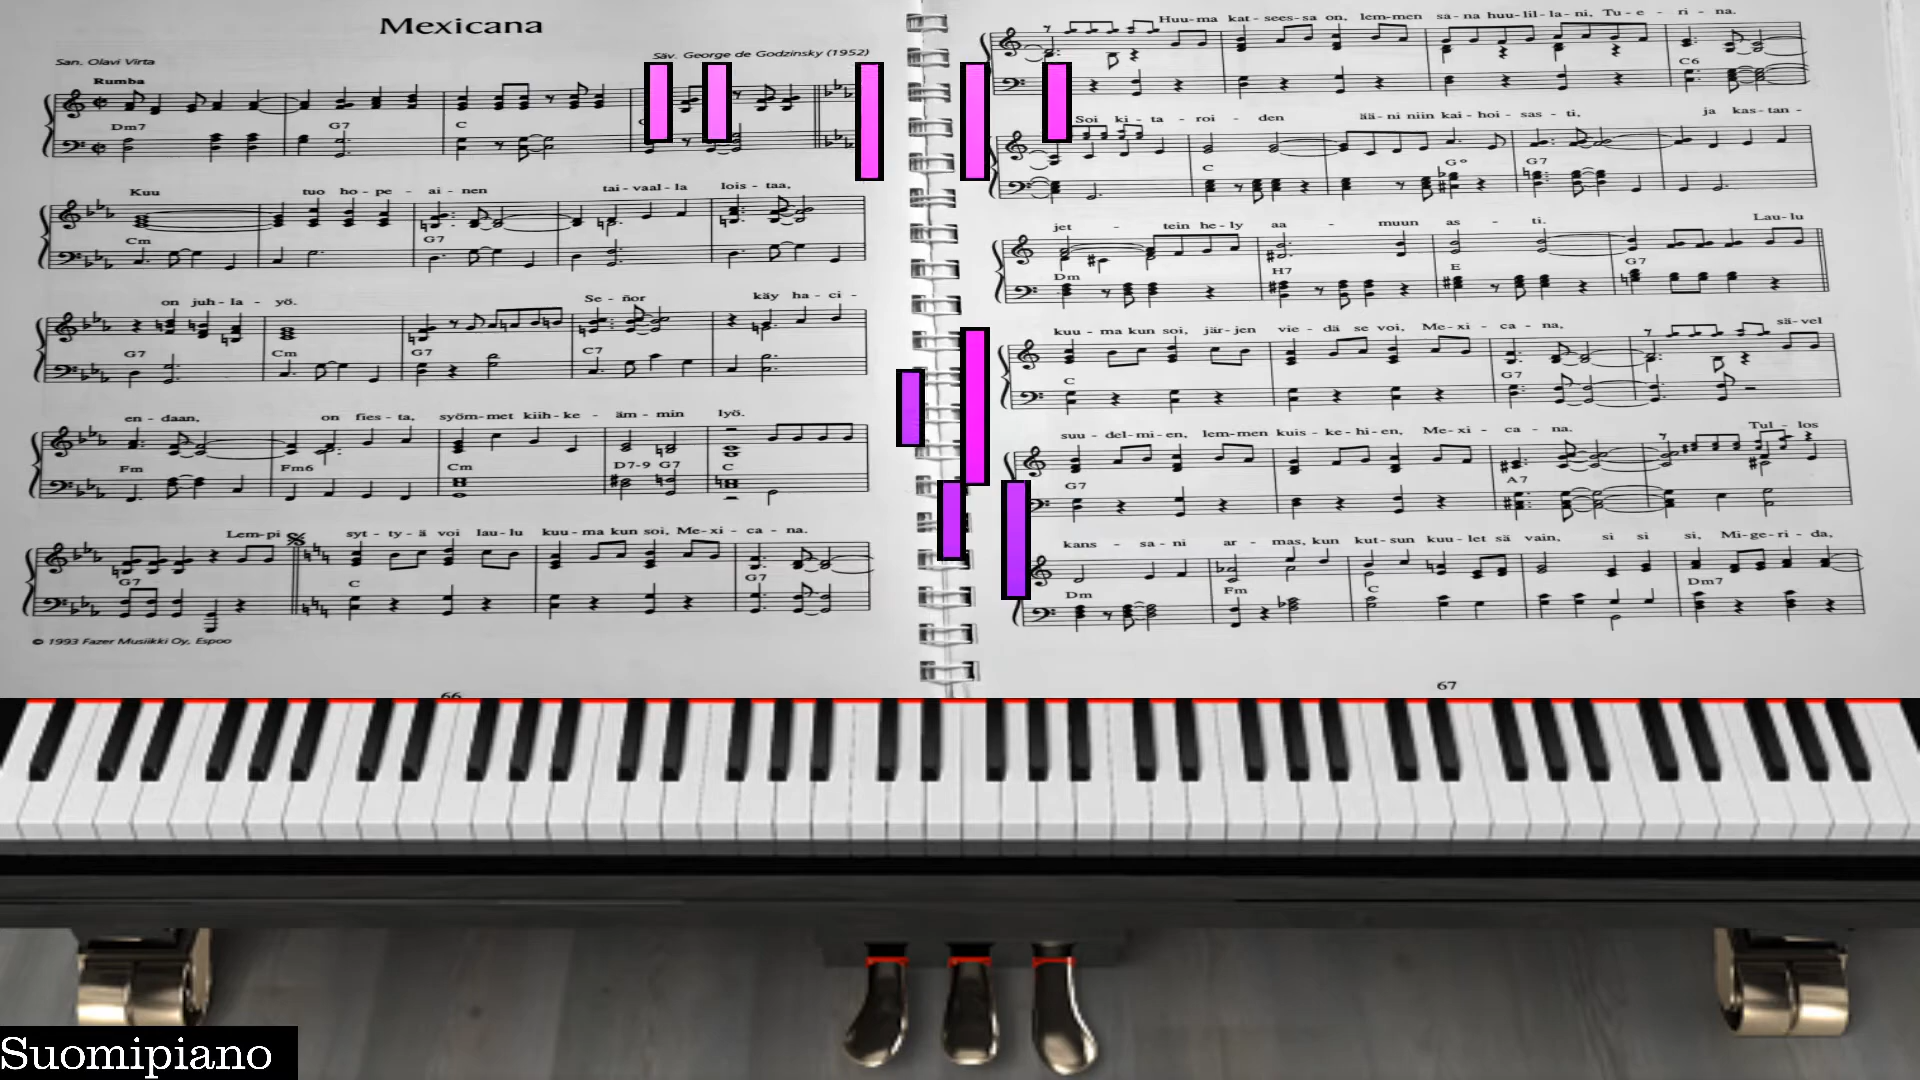 Mexicana
San. Olavi Virta
Säv. George de Godzinsky (1952)
Rumba
Dm7 G7 C
Kuu tuo ho - pe - ai - nen tai - vaal - la lois - taa,
Cm G7
on juh - la - yö. Se - ñor käy ha - ci -
G7 Cm G7 C7
en - daan, on fies - ta, syöm - met kiih - ke - äm - min lyö.
Fm Fm6 Cm D7-9 G7 C
Lem - pi syt - ty - ä voi lau - lu kuu - ma kun soi, Me - xi - ca - na.
G7 C G7
© 1993 Fazer Musiikki Oy, Espoo
66
Huu - ma kat - sees - sa on, lem - men sa - na huu - lil - la - ni, Tu - e - ri - na.
C6
Soi ki - ta - roi - den ää - ni niin kai - hoi - sas - ti, ja kas - tan -
C G° G7
jet - tein he - ly aa - muun as - ti. Lau - lu
Dm H7 E G7
kuu - ma kun soi, jär - jen vie - dä se voi, Me - xi - ca - na, sä - vel
C G7
suu - del - mi - en, lem - men kuis - ke - hi - en, Me - xi - ca - na. Tul - los
G7 A7
kans - sa - ni ar - mas, kun kut - sun kuu - let sä vain, si si si, Mi - ge - ri - da,
Dm Fm C Dm7
67
Suomipiano